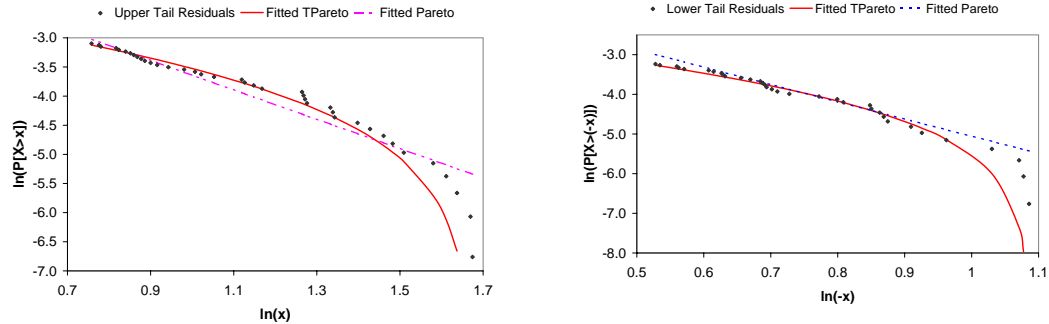 Upper Tail Residuals Fitted TPareto Fitted Pareto
ln(P[X>x])
-3.0
-3.5
-4.0
-4.5
-5.0
-5.5
-6.0
-6.5
-7.0
0.7 0.9 1.1 1.3 1.5 1.7
ln(x)
Lower Tail Residuals Fitted TPareto Fitted Pareto
ln(P[X>(-x)))
-2.0
-3.0
-4.0
-5.0
-6.0
-7.0
-8.0
0.5 0.6 0.7 0.8 0.9 1 1.1
ln(-x)